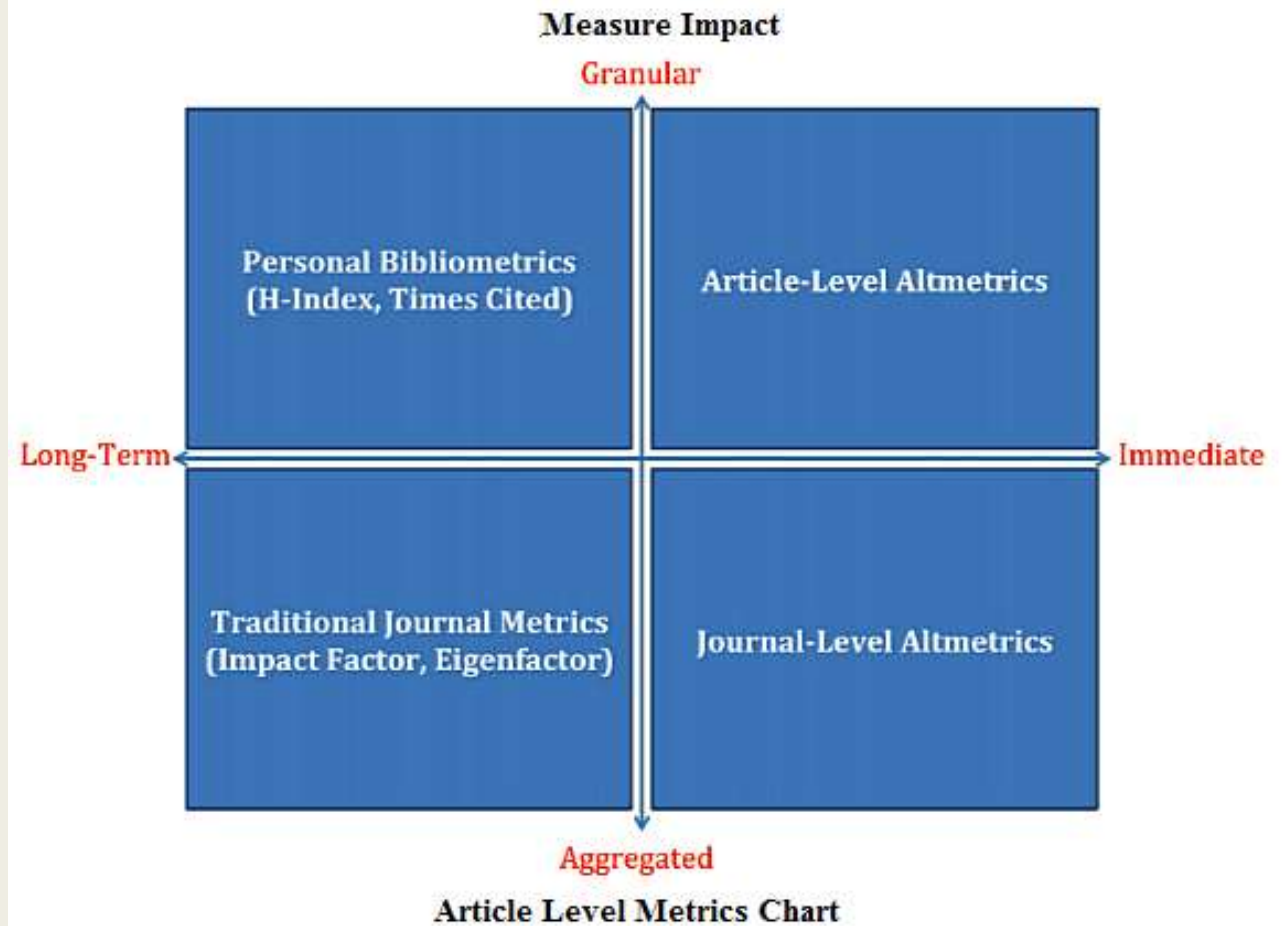 Measure Impact
Granular
Personal Bibliometrics
(H-Index, Times Cited)
Article-Level Altmetrics
Long-Term
Immediate
Traditional Journal Metrics
(Impact Factor, Eigenfactor)
Journal-Level Altmetrics
Aggregated
Article Level Metrics Chart